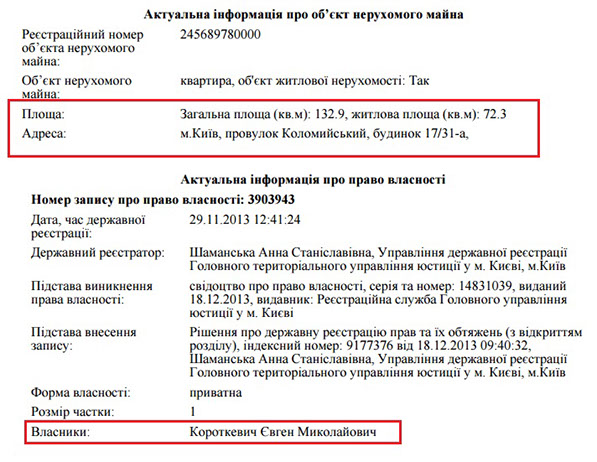 Актуальна інформація про об’єкт нерухомого майна
Реєстраційний номер 245689780000
об’єкта нерухомого
майна:
Об’єкт нерухомого квартира, об'єкт житлової нерухомості: Так
майна:
Площа: Загальна площа (кв.м): 132.9, житлова площа (кв.м): 72.3
Адреса: м.Київ, провулок Коломийський, будинок 17/31-а,
Актуальна інформація про право власності
Номер запису про право власності: 3903943
Дата, час державної 29.11.2013 12:41:24
реєстрації:
Державний реєстратор: Шаманська Анна Станіславівна, Управління державної реєстрації
Головного територіального управління юстиції у м. Києві, м.Київ
Підстава виникнення свідоцтво про право власності, серія та номер: 14831039, виданий
права власності: 18.12.2013, видавник: Реєстраційна служба Головного управління
юстиції у м. Києві
Підстава внесення Рішення про державну реєстрацію прав та їх обтяжень (з відкриттям
запису: розділу), індексний номер: 9177376 від 18.12.2013 09:40:32,
Шаманська Анна Станіславівна, Управління державної реєстрації
Головного територіального управління юстиції у м. Києві, м.Київ
Форма власності: приватна
Розмір частки: 1
Власники: Короткевич Євген Миколайович